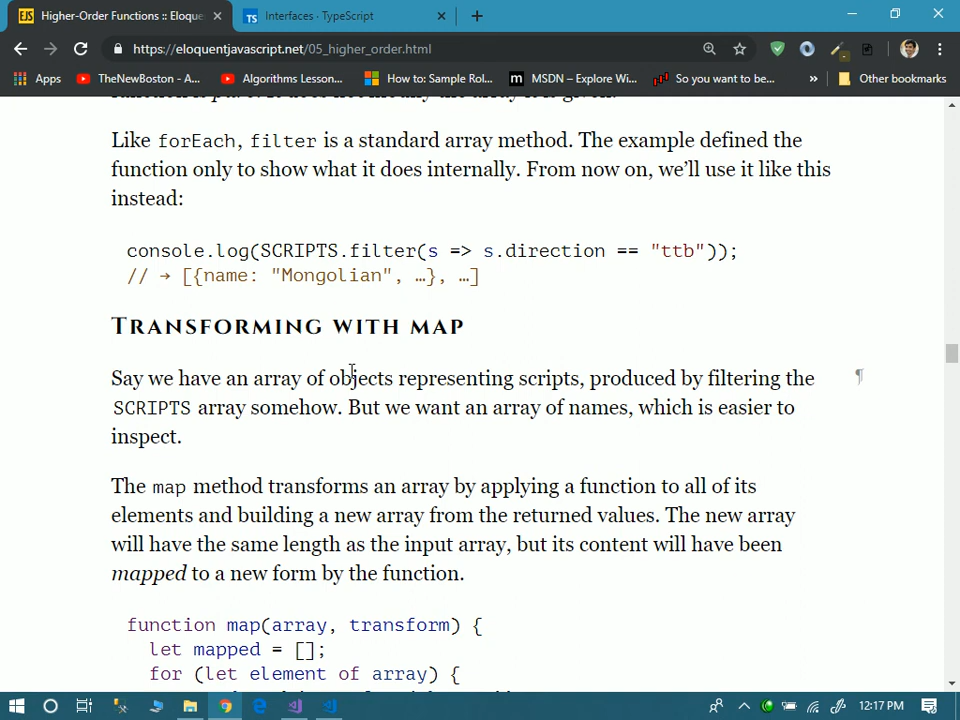 Higher-Order Functions :: Eloque
Interfaces · TypeScript
https://eloquentjavascript.net/05_higher_order.html
Apps
TheNewBoston - A...
Algorithms Lesson...
How to: Sample Rol...
MSDN – Explore Wi...
So you want to be...
»
Other bookmarks
Like forEach, filter is a standard array method. The example defined the
function only to show what it does internally. From now on, we’ll use it like this
instead:
console.log(SCRIPTS.filter(s => s.direction == "ttb"));
// → [{name: "Mongolian", …}, …]
Transforming with map
Say we have an array of objects representing scripts, produced by filtering the
¶
SCRIPTS array somehow. But we want an array of names, which is easier to
inspect.
The map method transforms an array by applying a function to all of its
elements and building a new array from the returned values. The new array
will have the same length as the input array, but its content will have been
mapped to a new form by the function.
function map(array, transform) {
let mapped = [];
for (let element of array) {
12:17 PM